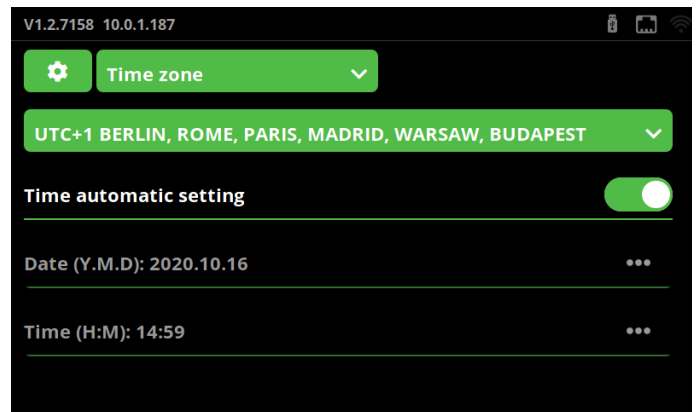 V1.2.7158 10.0.1.187
Time zone
UTC+1 BERLIN, ROME, PARIS, MADRID, WARSAW, BUDAPEST
Time automatic setting
Date (Y.M.D): 2020.10.16
Time (H:M): 14:59